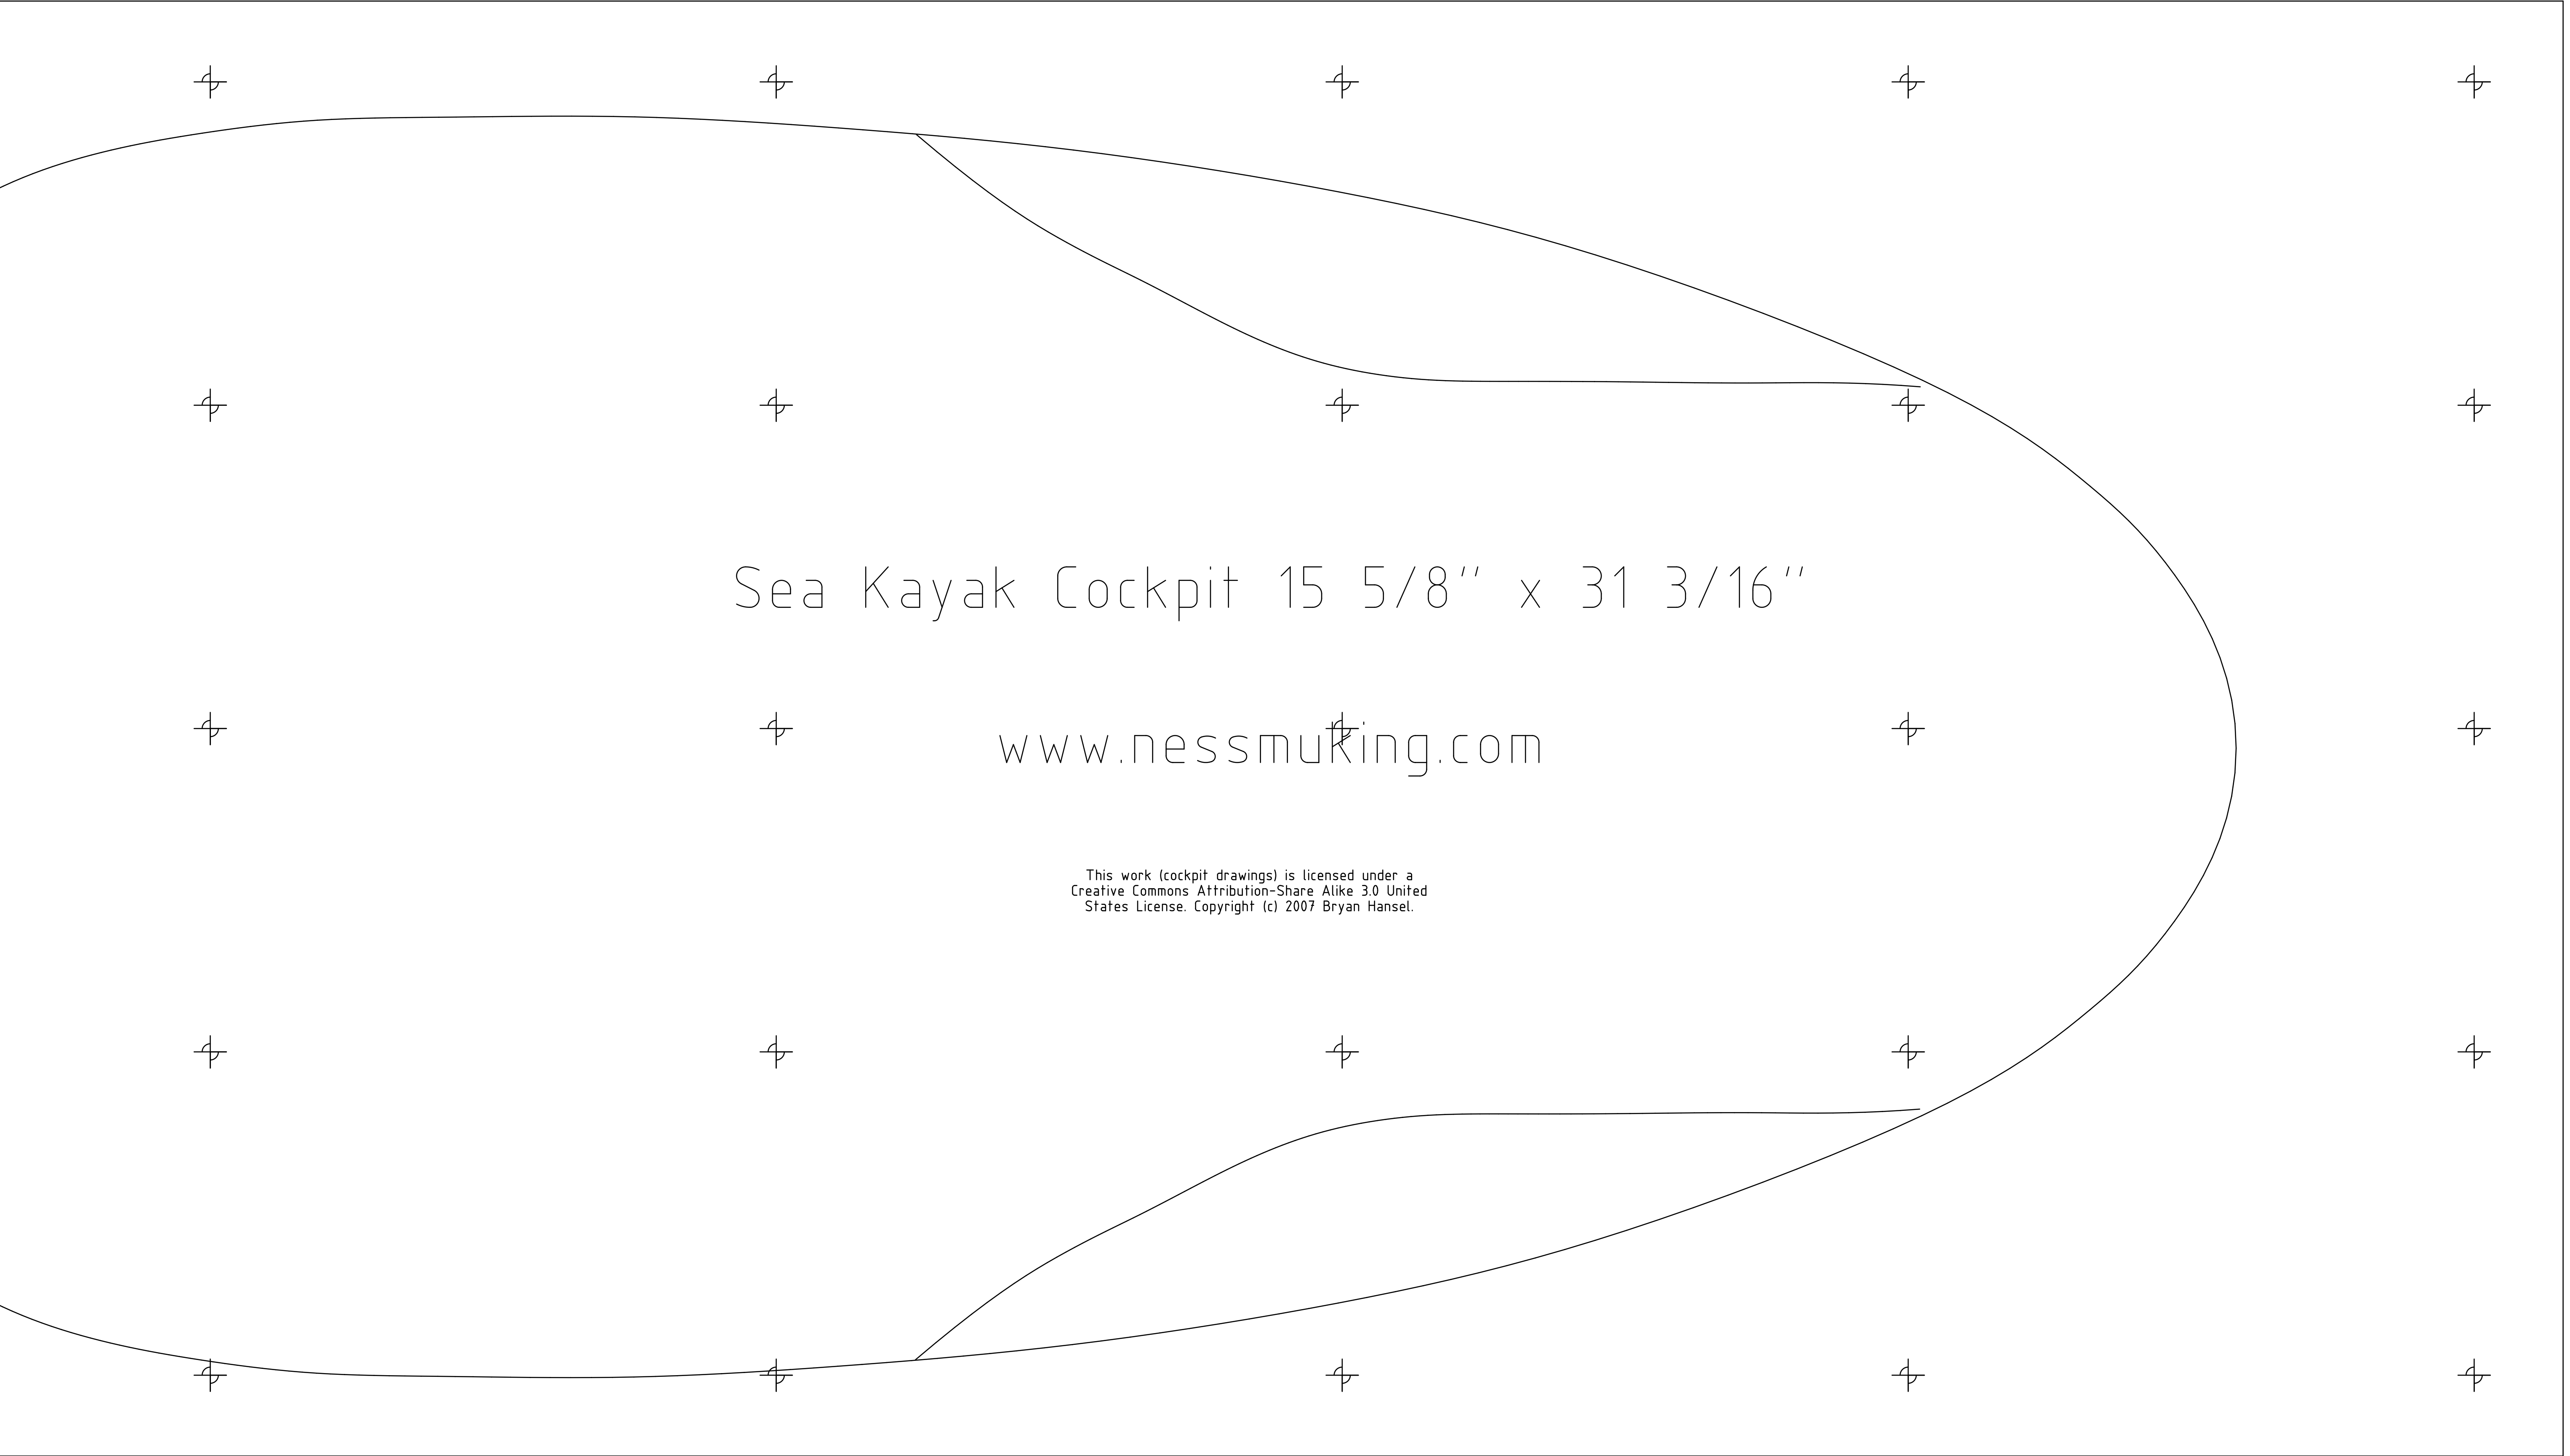 Sea Kayak Cockpit 15 5/8" x 31 3/16"
www.nessmuking.com
This work (cockpit drawings) is licensed under a
Creative Commons Attribution-Share Alike 3.0 United
States License. Copyright (c) 2007 Bryan Hansel.